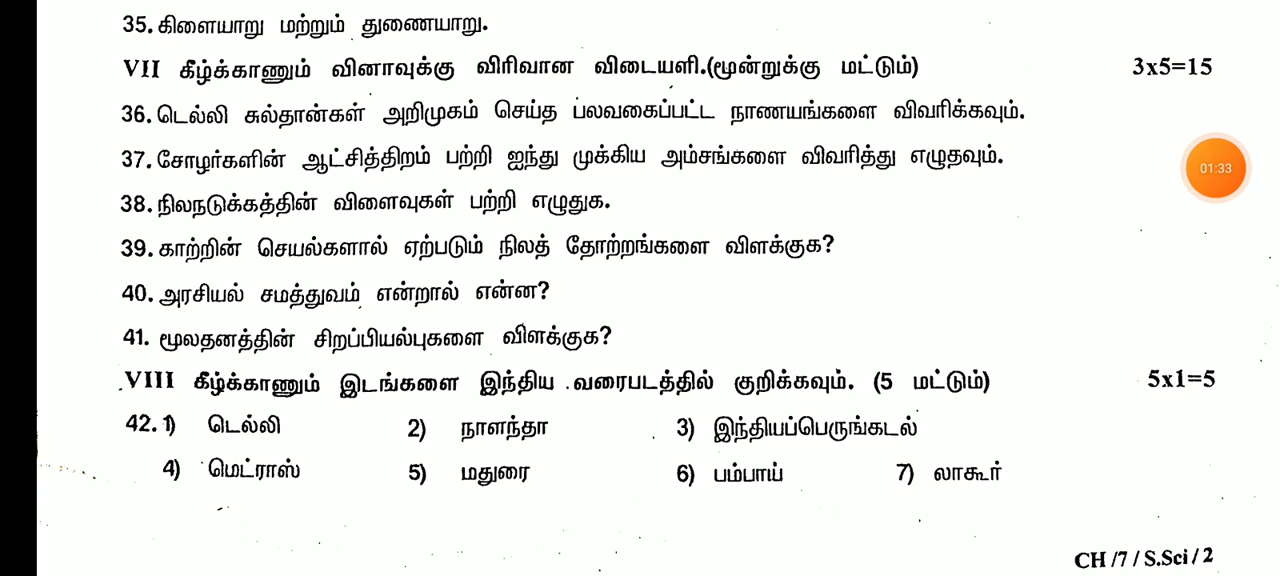 35. கிளையாறு மற்றும் துணையாறு.
VII கீழ்க்காணும் வினாவுக்கு விரிவான விடையளி.(மூன்றுக்கு மட்டும்) 3x5=15
36. டெல்லி சுல்தான்கள் அறிமுகம் செய்த பலவகைப்பட்ட நாணயங்களை விவரிக்கவும்.
37. சோழர்களின் ஆட்சித்திறம் பற்றி ஐந்து முக்கிய அம்சங்களை விவரித்து எழுதவும்.
01:33
38. நிலநடுக்கத்தின் விளைவுகள் பற்றி எழுதுக.
39. காற்றின் செயல்களால் ஏற்படும் நிலத் தோற்றங்களை விளக்குக?
40. அரசியல் சமத்துவம் என்றால் என்ன?
41. மூலதனத்தின் சிறப்பியல்புகளை விளக்குக?
VIII கீழ்க்காணும் இடங்களை இந்திய வரைபடத்தில் குறிக்கவும். (5 மட்டும்) 5x1=5
42. 1) டெல்லி 2) நாளந்தா 3) இந்தியப்பெருங்கடல்
4) மெட்ராஸ் 5) மதுரை 6) பம்பாய் 7) லாகூர்
CH /7 / S.Sci / 2